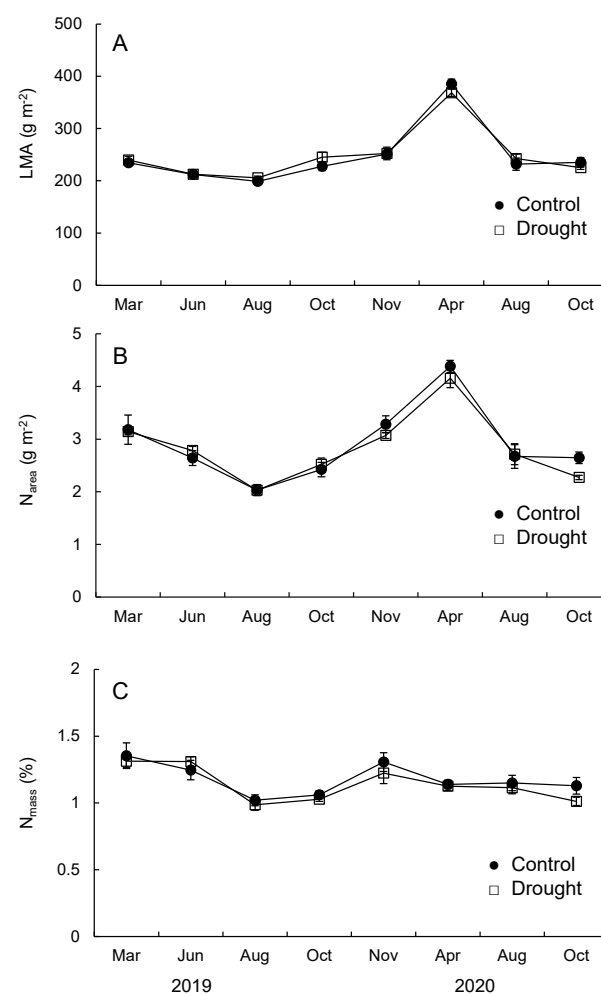 500
A
400
LMA (g m-2)
300
200
Control
Drought
100
0
Mar Jun Aug Oct Nov Apr Aug Oct
5
B
4
Narea (g m-2)
3
2
Control
Drought
1
0
Mar Jun Aug Oct Nov Apr Aug Oct
2
C
1.5
Nmass (%)
1
0.5
Control
Drought
0
Mar Jun Aug Oct Nov Apr Aug Oct
2019 2020